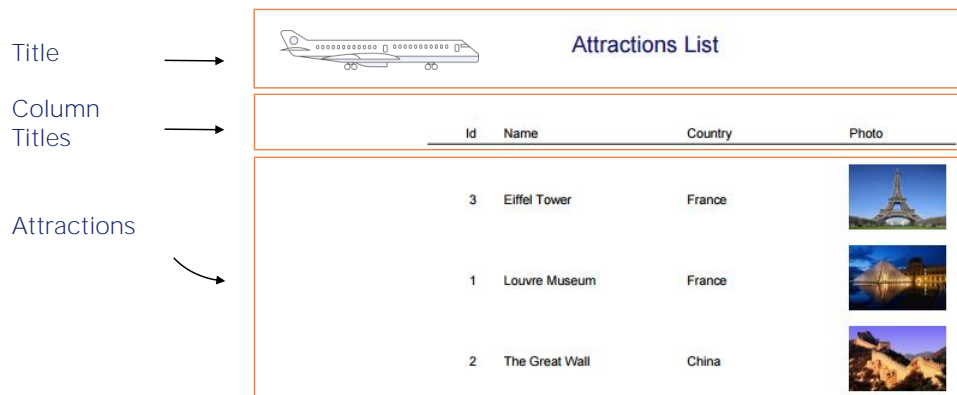 Title
Attractions List
Column
Titles
Id Name Country Photo
Attractions
3 Eiffel Tower France
1 Louvre Museum France
2 The Great Wall China